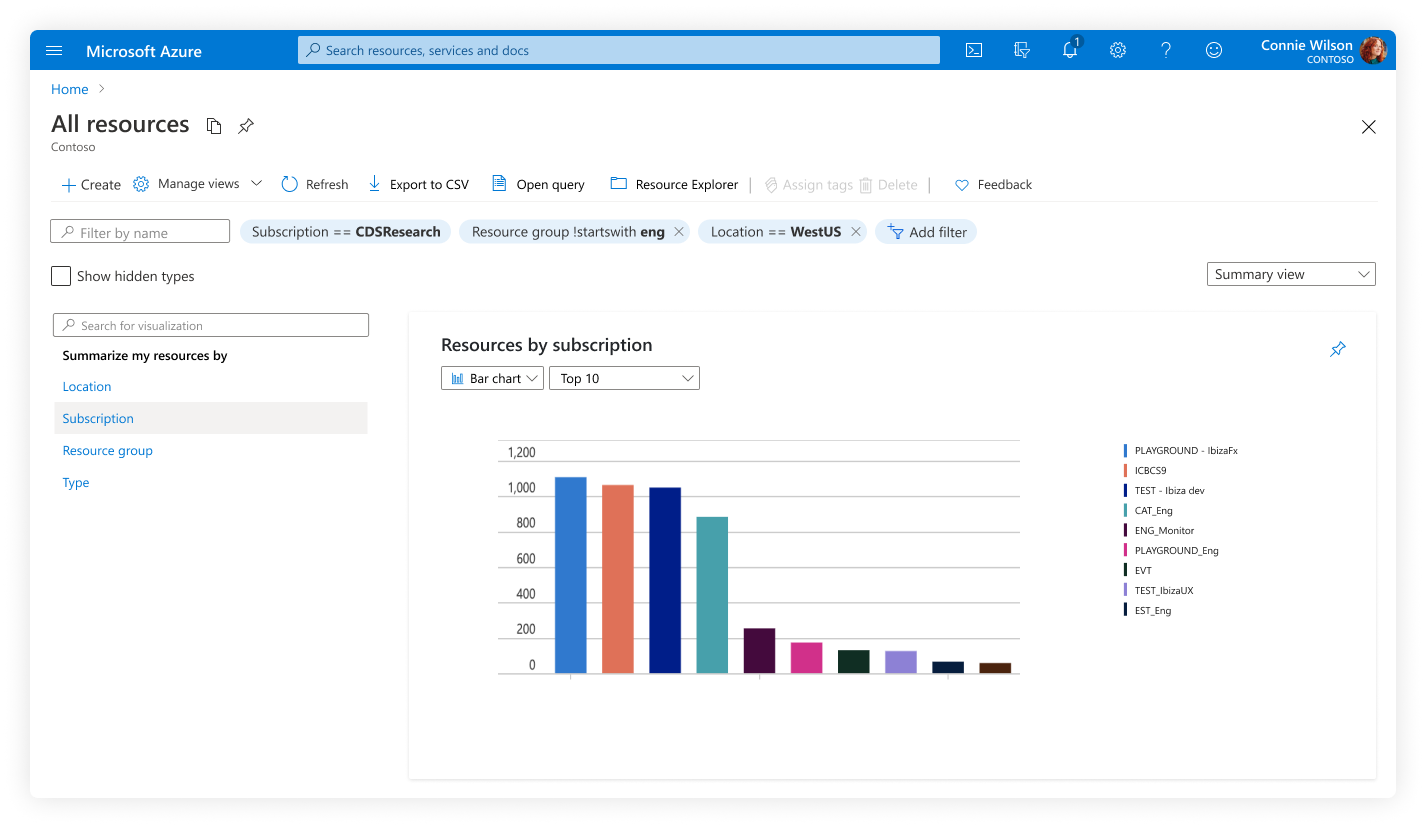 Microsoft Azure
Search resources, services and docs
1
Connie Wilson
CONTOSO
Home
All resources
Contoso
Create
Manage views
Refresh
Export to CSV
Open query
Resource Explorer
Assign tags
Delete
Feedback
Filter by name
Subscription == CDSResearch
Resource group !startswith eng
Location == WestUS
Add filter
Show hidden types
Summary view
Search for visualization
Summarize my resources by
Location
Subscription
Resource group
Type
Resources by subscription
Bar chart
Top 10
1,200
1,000
800
600
400
200
0
PLAYGROUND - IbizaFx
ICBCS9
TEST - Ibiza dev
CAT_Eng
ENG_Monitor
PLAYGROUND_Eng
EVT
TEST_IbizaUX
EST_Eng